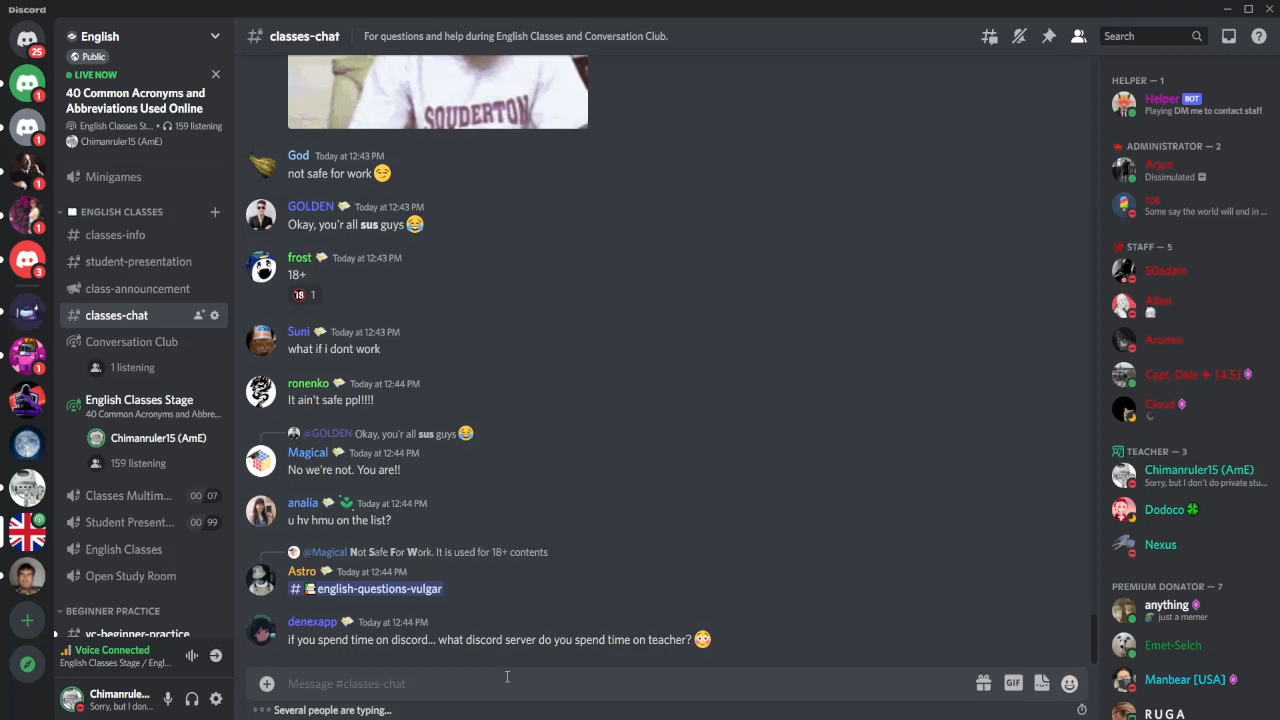 Discord
25
1
1
1
1
3
1
English
Public
LIVE NOW
40 Common Acronyms and
Abbreviations Used Online
English Classes St... • 159 listening
Chimanruler15 (AmE)
Minigames
ENGLISH CLASSES
classes-info
student-presentation
class-announcement
classes-chat
Conversation Club
1 listening
English Classes Stage
40 Common Acronyms and Abbre...
Chimanruler15 (AmE)
159 listening
Classes Multim... 00 07
Student Present... 00 99
English Classes
Open Study Room
BEGINNER PRACTICE
vc-beginner-practice
Voice Connected
English Classes Stage / Engl...
Chimanrule...
Sorry, but I don...
classes-chat
For questions and help during English Classes and Conversation Club.
Search
SOUDERTON
God Today at 12:43 PM
not safe for work
GOLDEN Today at 12:43 PM
Okay, you'r all sus guys
frost Today at 12:43 PM
18+
18 1
Suni Today at 12:43 PM
what if i dont work
ronenko Today at 12:44 PM
It ain't safe ppl!!!!
@GOLDEN Okay, you'r all sus guys
Magical Today at 12:44 PM
No we're not. You are!!
analía Today at 12:44 PM
u hv hmu on the list?
@Magical Not Safe For Work. It is used for 18+ contents
Astro Today at 12:44 PM
# english-questions-vulgar
denexapp Today at 12:44 PM
if you spend time on discord... what discord server do you spend time on teacher?
Message #classes-chat
GIF
Several people are typing...
HELPER — 1
Helper BOT
Playing DM me to contact staff
ADMINISTRATOR — 2
Arjun
Dissimulated
Ice
Some say the world will end in ...
STAFF — 5
50adam
Allen
Arumin
Capt. Dale ✈ [4.5]
Cloud
TEACHER — 3
Chimanruler15 (AmE)
Sorry, but I don't do private stu...
Dodoco
Nexus
PREMIUM DONATOR — 7
anything
just a memer
Emet-Selch
Manbear [USA]
R U G A